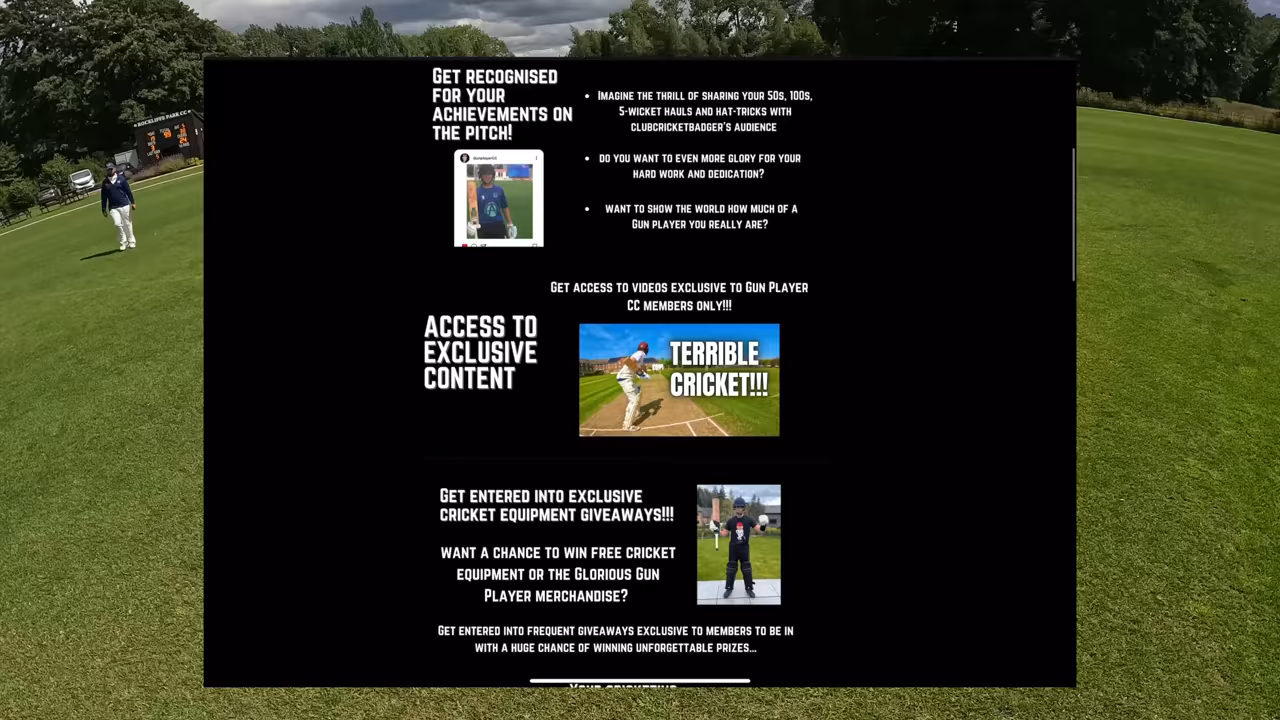 ROCKLIFFE PARK CC
GET RECOGNISED
FOR YOUR
ACHIEVEMENTS ON
THE PITCH!
• IMAGINE THE THRILL OF SHARING YOUR 50S, 100S,
5-WICKET HAULS AND HAT-TRICKS WITH
CLUBCRICKETBADGER'S AUDIENCE
• DO YOU WANT TO EVEN MORE GLORY FOR YOUR
HARD WORK AND DEDICATION?
• WANT TO SHOW THE WORLD HOW MUCH OF A
GUN PLAYER YOU REALLY ARE?
GET ACCESS TO VIDEOS EXCLUSIVE TO GUN PLAYER
CC MEMBERS ONLY!!!
ACCESS TO
EXCLUSIVE
CONTENT
TERRIBLE
CRICKET!!!
GET ENTERED INTO EXCLUSIVE
CRICKET EQUIPMENT GIVEAWAYS!!!
WANT A CHANCE TO WIN FREE CRICKET
EQUIPMENT OR THE GLORIOUS GUN
PLAYER MERCHANDISE?
GET ENTERED INTO FREQUENT GIVEAWAYS EXCLUSIVE TO MEMBERS TO BE IN
WITH A HUGE CHANCE OF WINNING UNFORGETTABLE PRIZES...
YOUR CRICKETING